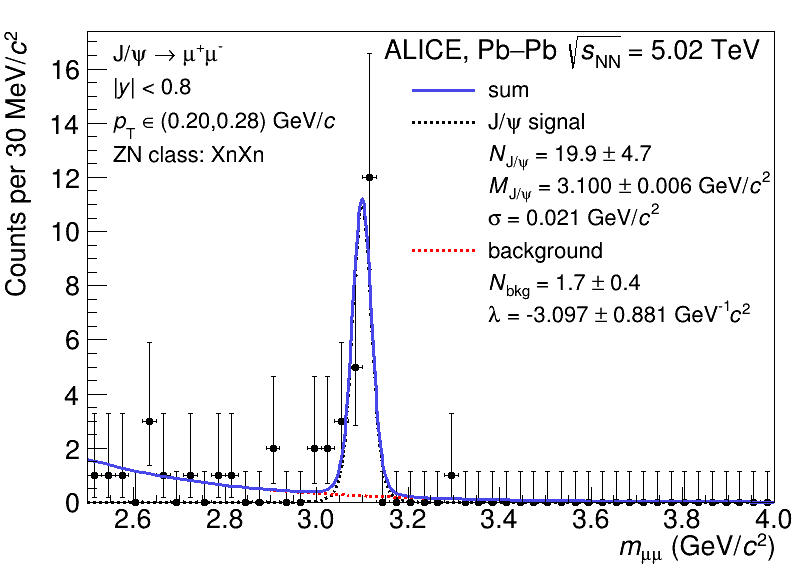 J/ψ → μ⁺μ⁻
|y| < 0.8
p_T ∈ (0.20,0.28) GeV/c
ZN class: XnXn
ALICE, Pb–Pb √s_NN = 5.02 TeV
sum
J/ψ signal
N_J/ψ = 19.9 ± 4.7
M_J/ψ = 3.100 ± 0.006 GeV/c²
σ = 0.021 GeV/c²
background
N_bkg = 1.7 ± 0.4
λ = -3.097 ± 0.881 GeV⁻¹c²
Counts per 30 MeV/c²
16
14
12
10
8
6
4
2
0
2.6 2.8 3.0 3.2 3.4 3.6 3.8 4.0
m_μμ (GeV/c²)